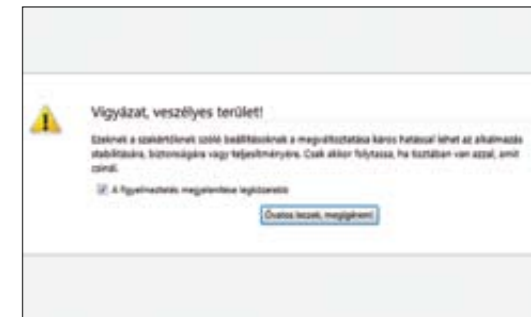 Vigyázat, veszélyes terület!
Ezeknek a szakértőknek szóló beállításoknak a megváltoztatása káros hatással lehet az alkalmazás
stabilitására, biztonságára vagy teljesítményére. Csak akkor folytassa, ha tisztában van azzal, amit
csinál.
A figyelmeztetés megjelenítése legközelebb
Óvatos leszek, megígérem!